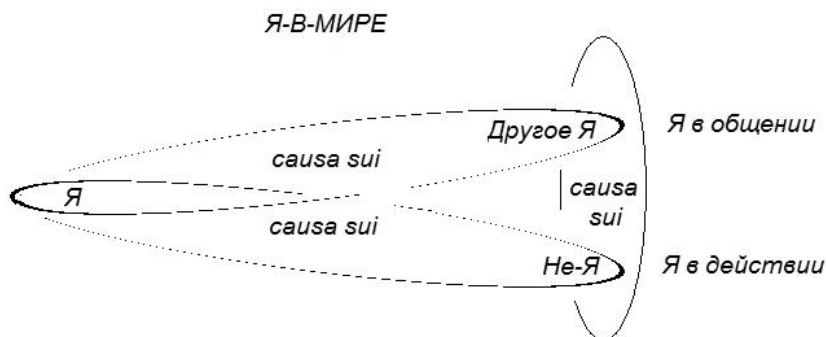 Я-В-МИРЕ
Другое Я
Я в общении
causa sui
Я
causa
sui
causa sui
Не-Я
Я в действии